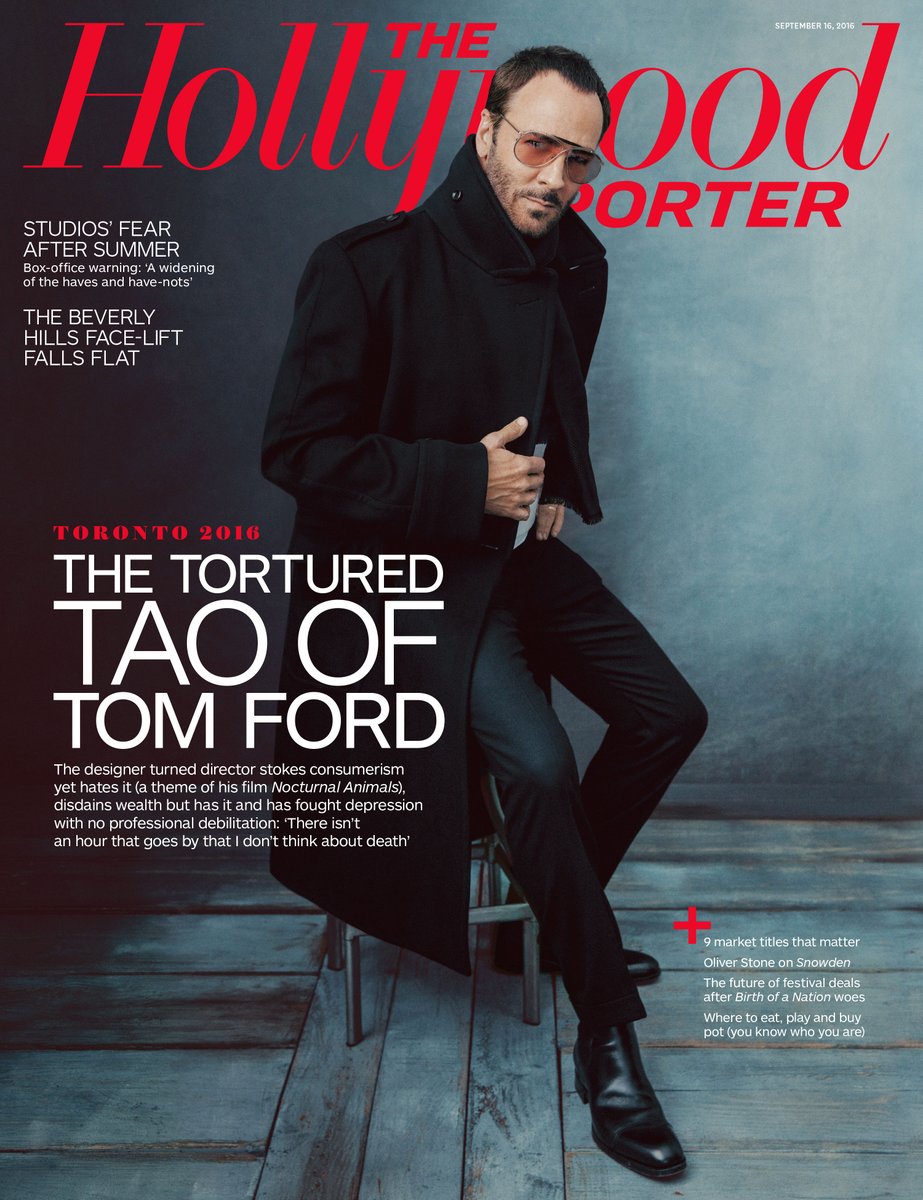 SEPTEMBER 16, 2016
THE
Hollywood
PORTER
STUDIOS' FEAR
AFTER SUMMER
Box-office warning: 'A widening
of the haves and have-nots'
THE BEVERLY
HILLS FACE-LIFT
FALLS FLAT
TORONTO 2016
THE TORTURED
TAO OF
TOM FORD
The designer turned director stokes consumerism
yet hates it (a theme of his film Nocturnal Animals),
disdains wealth but has it and has fought depression
with no professional debilitation: 'There isn't
an hour that goes by that I don't think about death'
+
9 market titles that matter
Oliver Stone on Snowden
The future of festival deals
after Birth of a Nation woes
Where to eat, play and buy
pot (you know who you are)